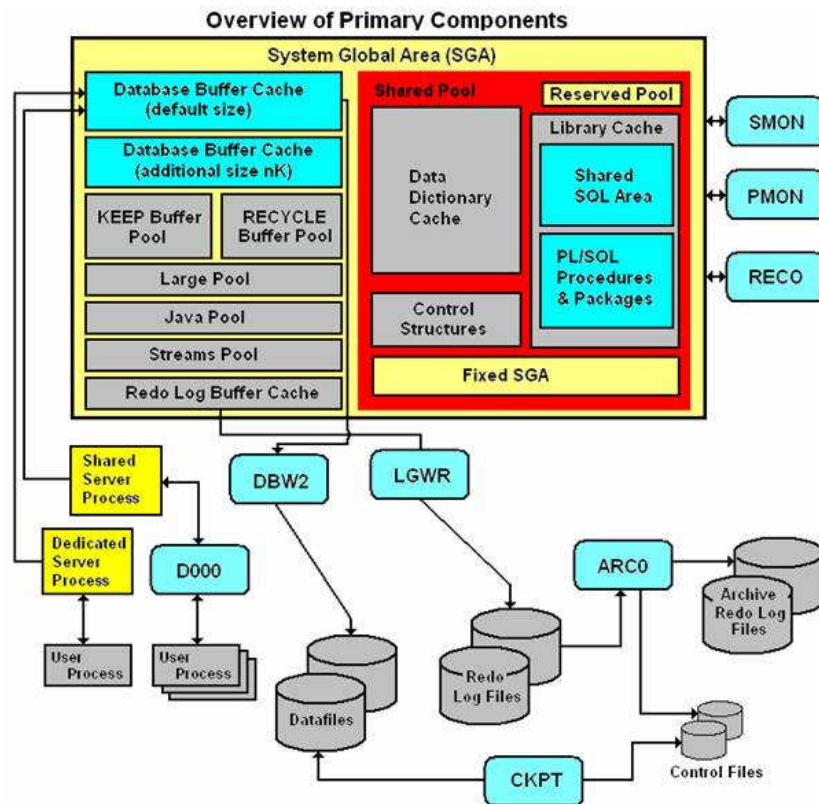 Overview of Primary Components
System Global Area (SGA)
Database Buffer Cache
(default size)
Database Buffer Cache
(additional size nK)
KEEP Buffer
Pool
RECYCLE
Buffer Pool
Large Pool
Java Pool
Streams Pool
Redo Log Buffer Cache
Shared Pool
Reserved Pool
Data
Dictionary
Cache
Library Cache
Shared
SQL Area
PL/SQL
Procedures
& Packages
Control
Structures
Fixed SGA
SMON
PMON
RECO
Shared
Server
Process
Dedicated
Server
Process
DBW2
LGWR
D000
ARC0
User
Process
User
Process
Datafiles
Redo
Log Files
Archive
Redo Log
Files
CKPT
Control Files